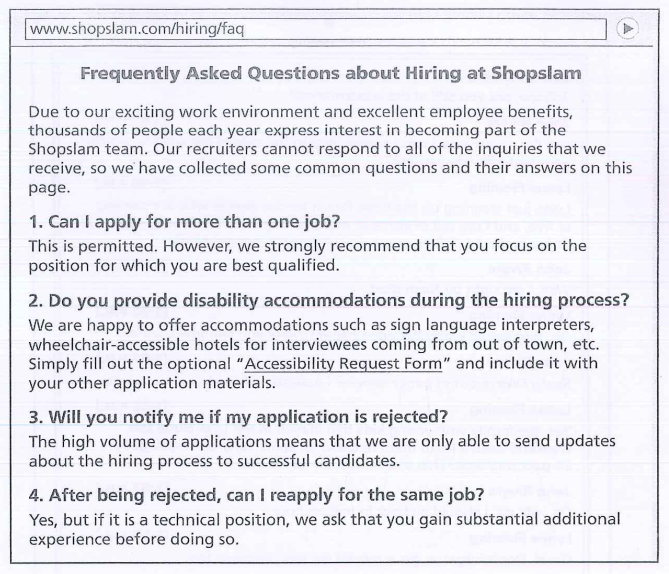 www.shopslam.com/hiring/faq
Frequently Asked Questions about Hiring at Shopslam
Due to our exciting work environment and excellent employee benefits,
thousands of people each year express interest in becoming part of the
Shopslam team. Our recruiters cannot respond to all of the inquiries that we
receive, so we have collected some common questions and their answers on this
page.
1. Can I apply for more than one job?
This is permitted. However, we strongly recommend that you focus on the
position for which you are best qualified.
2. Do you provide disability accommodations during the hiring process?
We are happy to offer accommodations such as sign language interpreters,
wheelchair-accessible hotels for interviewees coming from out of town, etc.
Simply fill out the optional "Accessibility Request Form" and include it with
your other application materials.
3. Will you notify me if my application is rejected?
The high volume of applications means that we are only able to send updates
about the hiring process to successful candidates.
4. After being rejected, can I reapply for the same job?
Yes, but if it is a technical position, we ask that you gain substantial additional
experience before doing so.